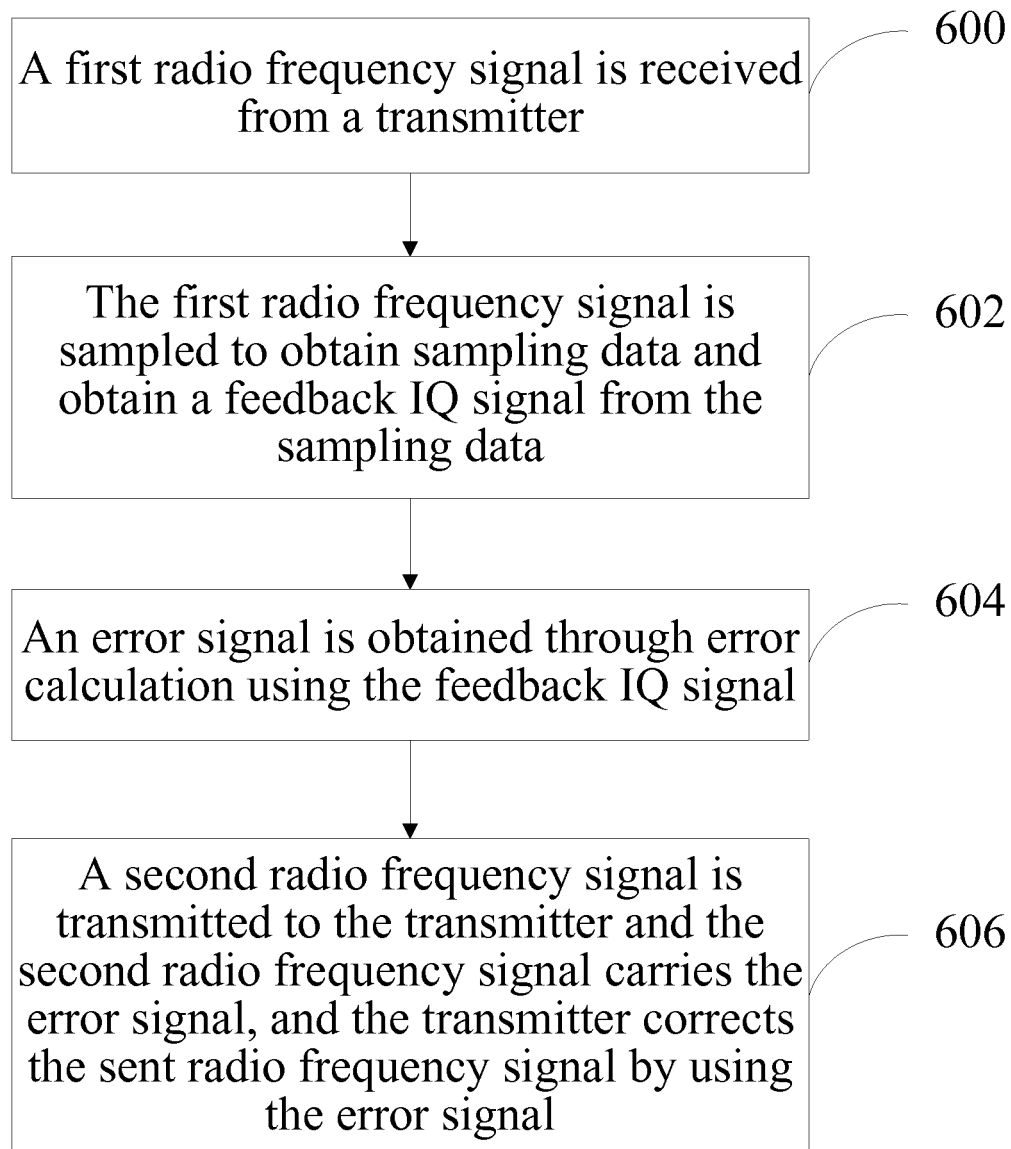 600
A first radio frequency signal is received
from a transmitter
602
The first radio frequency signal is
sampled to obtain sampling data and
obtain a feedback IQ signal from the
sampling data
604
An error signal is obtained through error
calculation using the feedback IQ signal
606
A second radio frequency signal is
transmitted to the transmitter and the
second radio frequency signal carries the
error signal, and the transmitter corrects
the sent radio frequency signal by using
the error signal